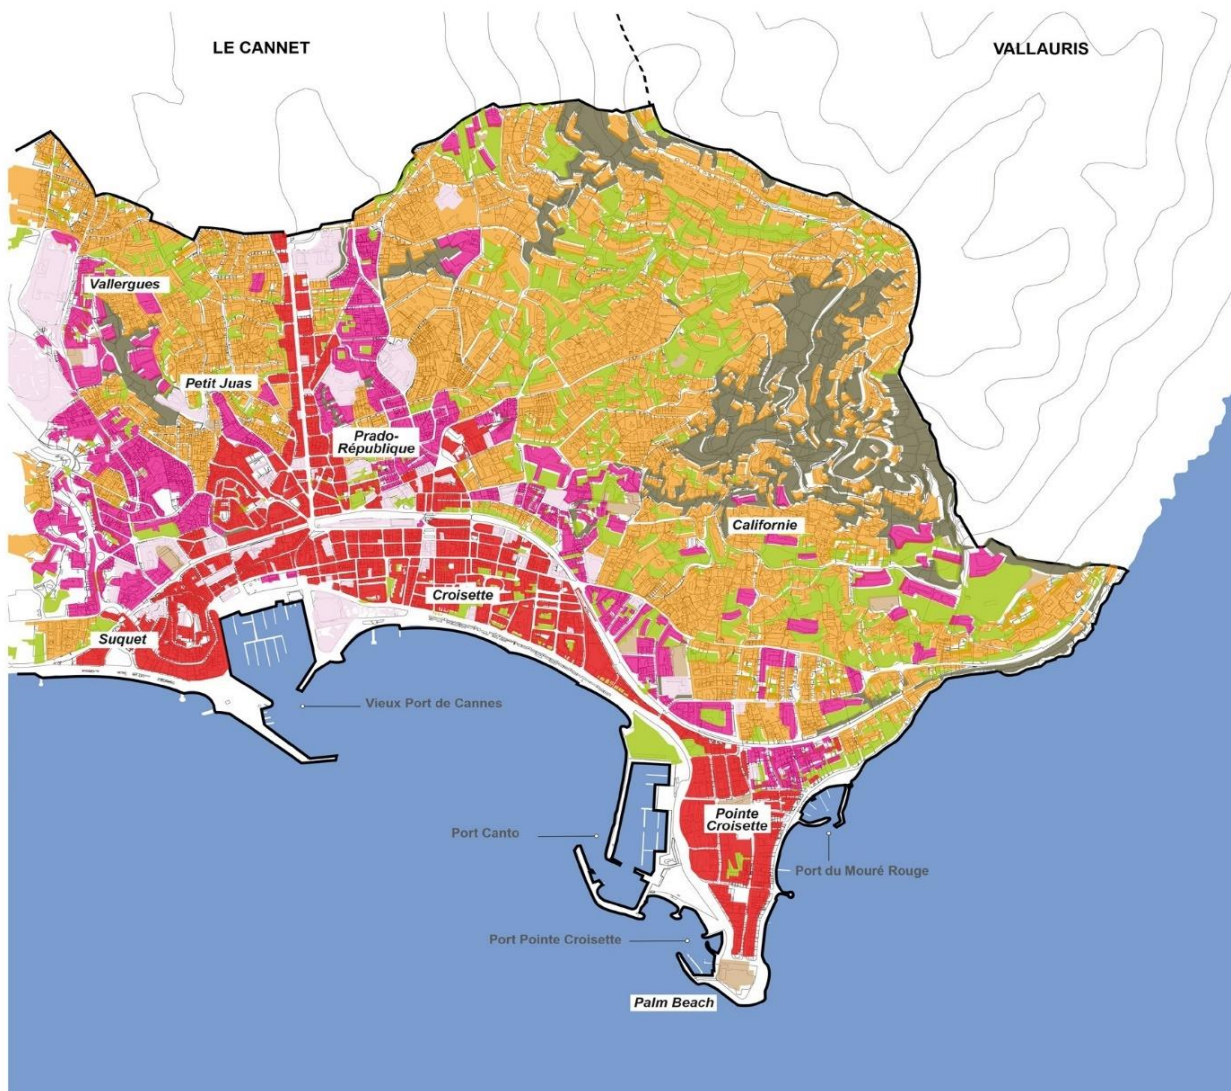 LE CANNET
VALLAURIS
Vallergues
Petit Juas
Prado-
République
Californie
Croisette
Suquet
Vieux Port de Cannes
Pointe
Croisette
Port Canto
Port du Mouré Rouge
Port Pointe Croisette
Palm Beach